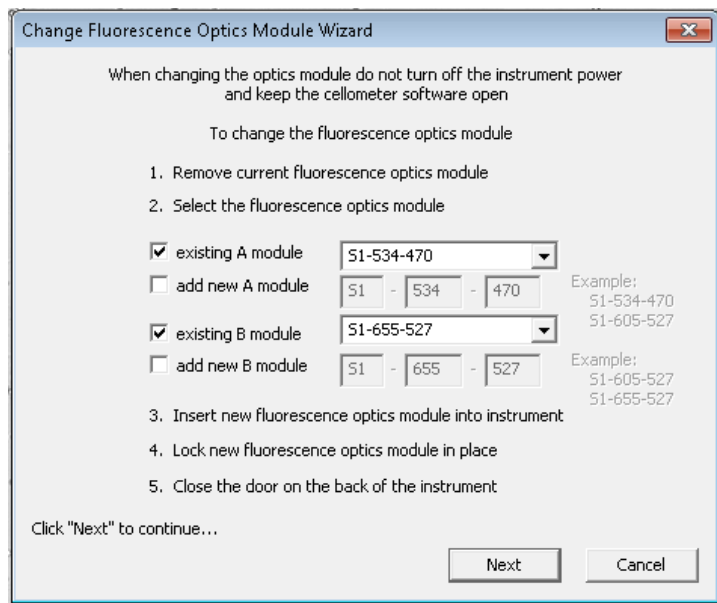 Change Fluorescence Optics Module Wizard
When changing the optics module do not turn off the instrument power
and keep the cellometer software open
To change the fluorescence optics module
1. Remove current fluorescence optics module
2. Select the fluorescence optics module
existing A module S1-534-470
add new A module S1 - 534 - 470
Example:
S1-534-470
S1-605-527
existing B module S1-655-527
add new B module S1 - 655 - 527
Example:
S1-605-527
S1-655-527
3. Insert new fluorescence optics module into instrument
4. Lock new fluorescence optics module in place
5. Close the door on the back of the instrument
Click "Next" to continue...
Next Cancel